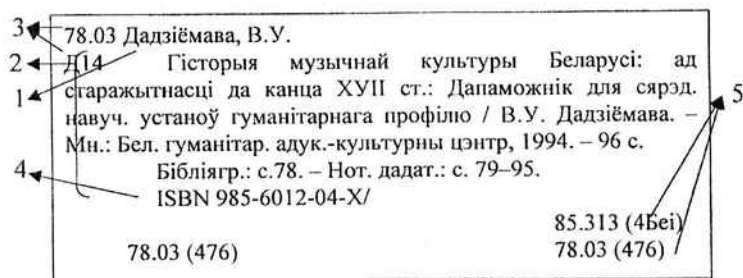 3
78.03 Дадзіёмава, В.У.
2
Д14 Гісторыя музычнай культуры Беларусі: ад
1
старажытнасці да канца XУІІ ст.: Дапаможнік для сярэд.
5
навуч. устаноў гуманітарнага профілю / В.У. Дадзіёмава. –
Мн.: Бел. гуманітар. адук.-культурны цэнтр, 1994. – 96 с.
4
Бібліягр.: с.78. – Нот. дадат.: с. 79–95.
ISBN 985-6012-04-X/
85.313 (4Беі)
78.03 (476) 78.03 (476)